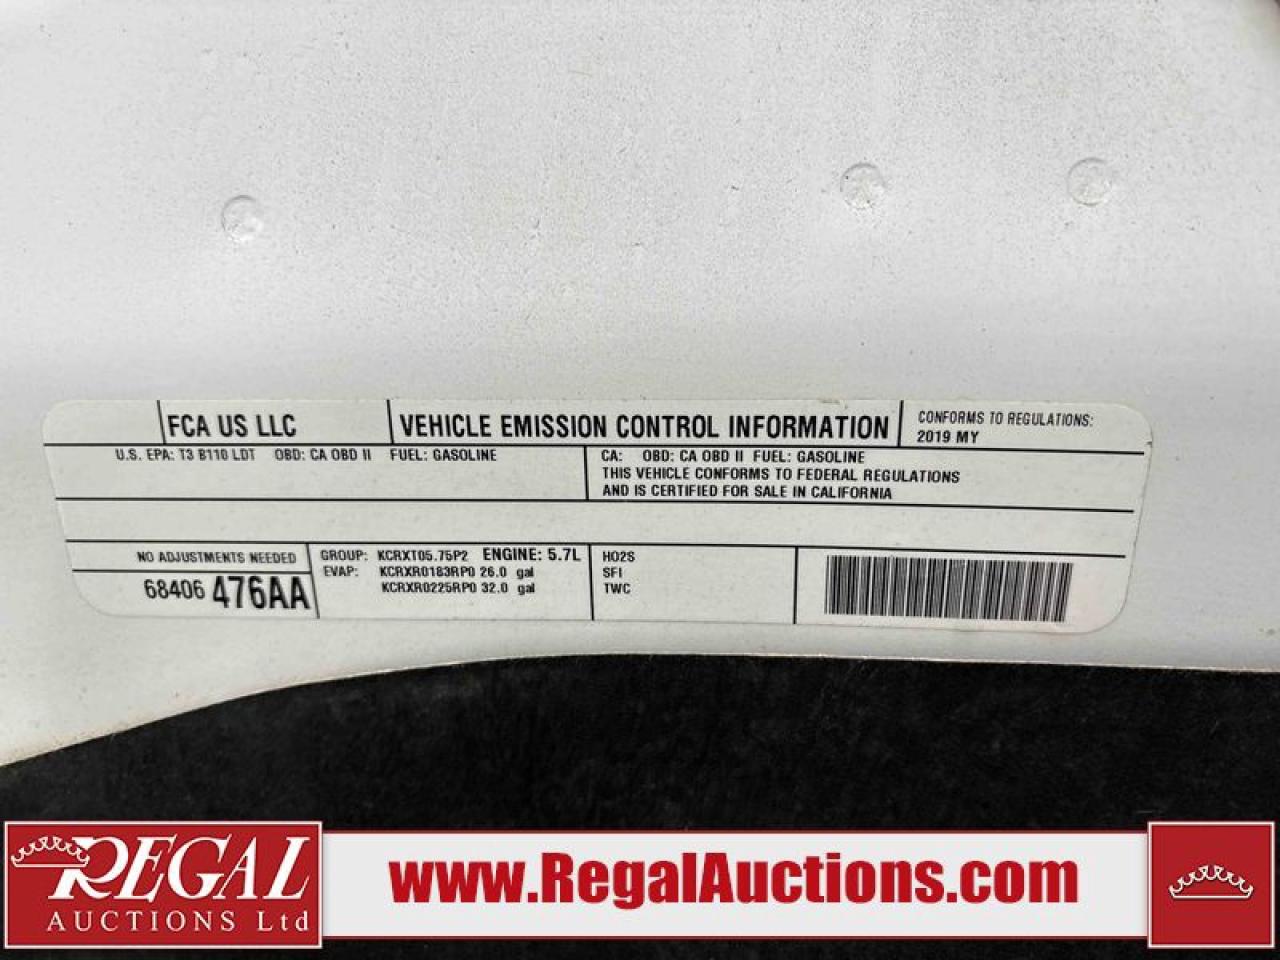 FCA US LLC
VEHICLE EMISSION CONTROL INFORMATION
CONFORMS TO REGULATIONS:
2019 MY
U.S. EPA: T3 B110 LDT OBD: CA OBD II FUEL: GASOLINE
CA: OBD: CA OBD II FUEL: GASOLINE
THIS VEHICLE CONFORMS TO FEDERAL REGULATIONS
AND IS CERTIFIED FOR SALE IN CALIFORNIA
NO ADJUSTMENTS NEEDED
68406 476AA
GROUP: KCRXT05.75P2 ENGINE: 5.7L
EVAP: KCRXR0183RP0 26.0 gal
KCRXR0225RP0 32.0 gal
HO2S
SFI
TWC
REGAL
AUCTIONS Ltd
www.RegalAuctions.com